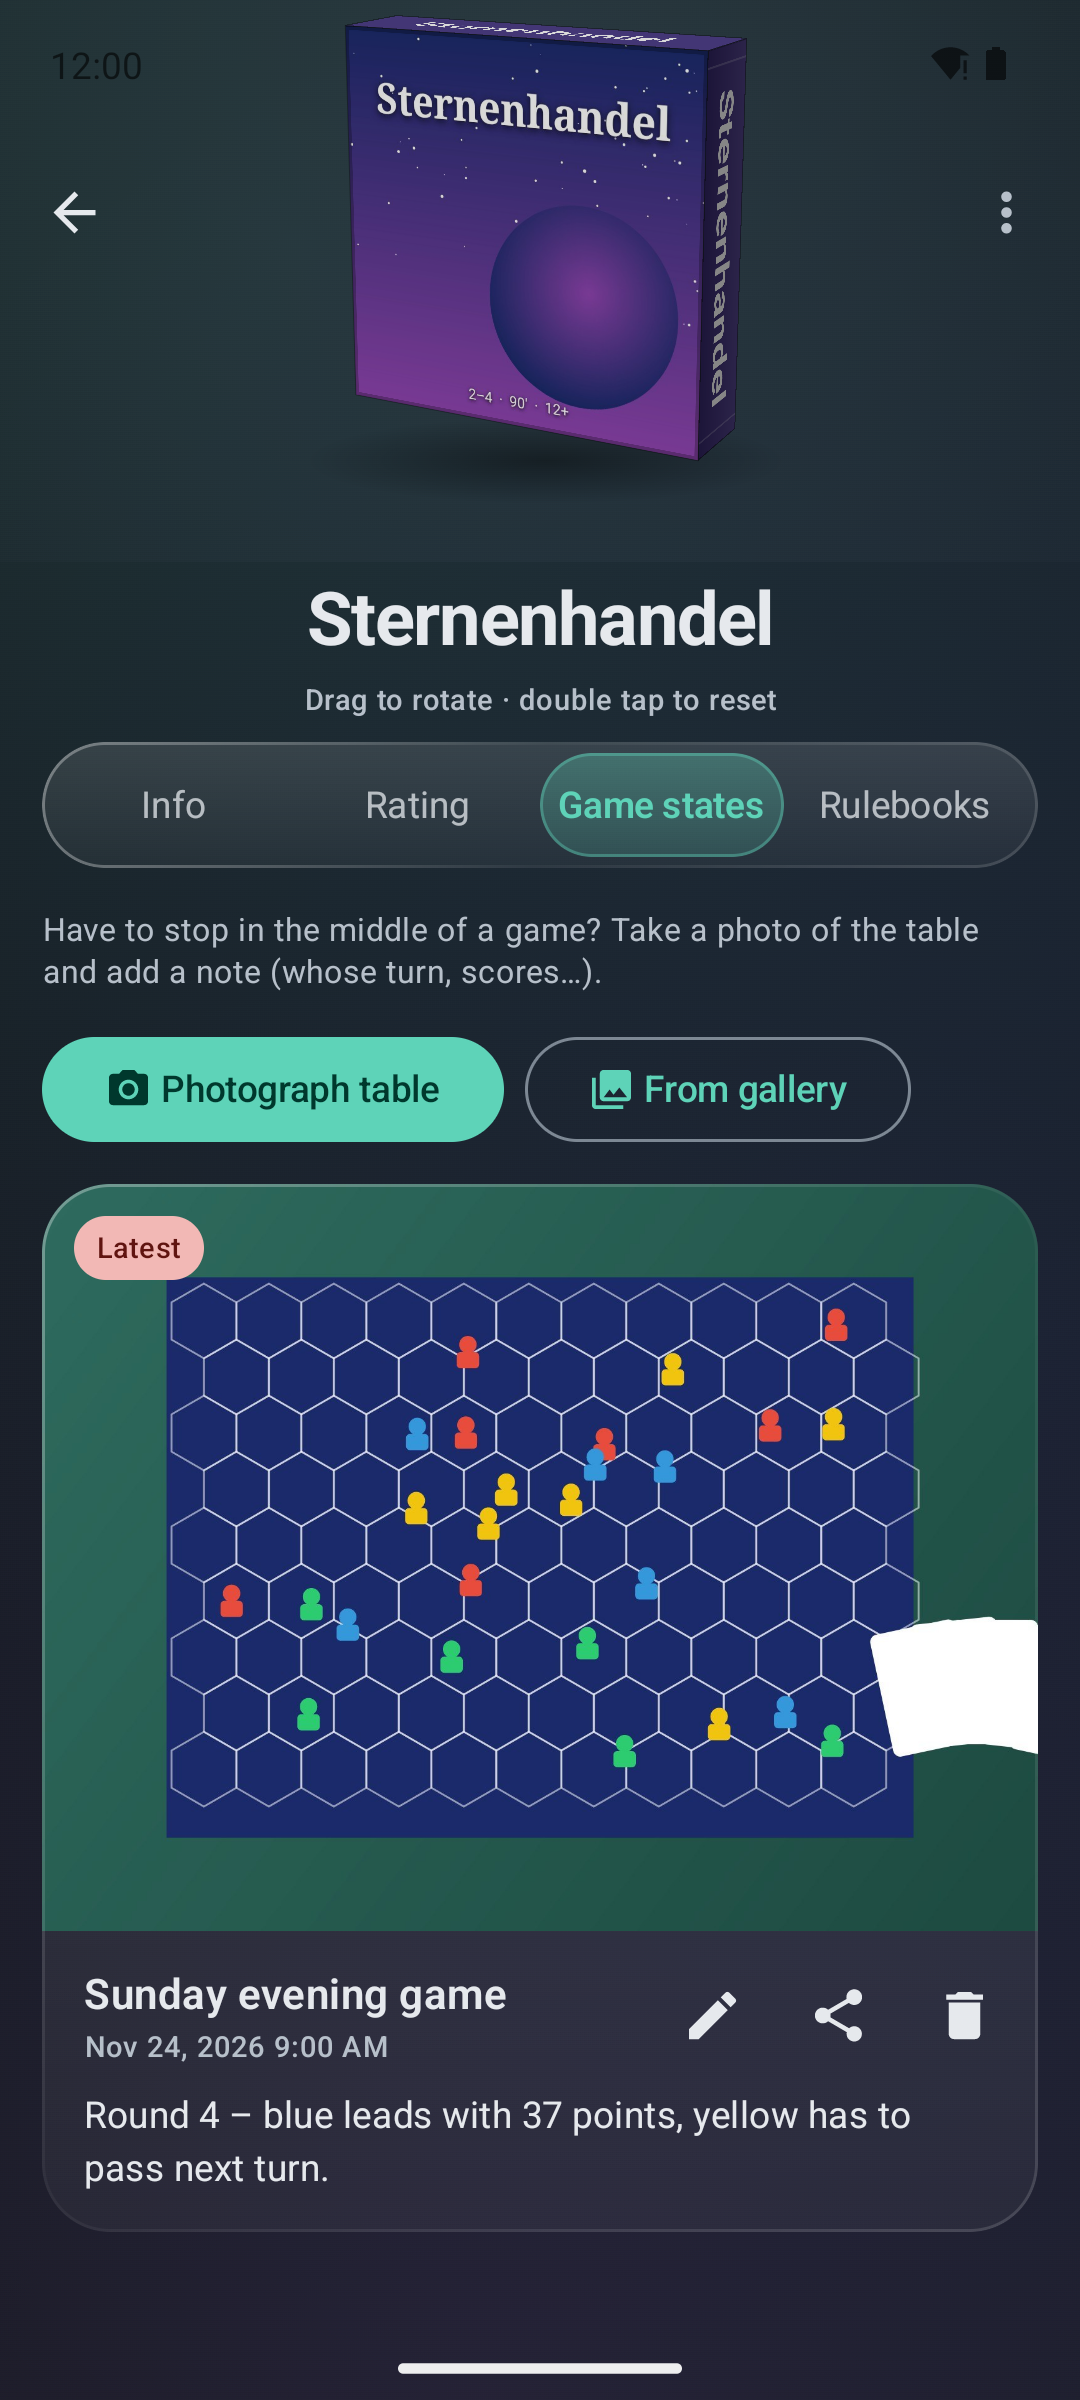 12:00
Sternenhandel
Sternenhandel
Sternenhandel
2–4 · 90' · 12+
Sternenhandel
Drag to rotate · double tap to reset
Info
Rating
Game states
Rulebooks
Have to stop in the middle of a game? Take a photo of the table
and add a note (whose turn, scores…).
Photograph table
From gallery
Latest
Sunday evening game
Nov 24, 2026 9:00 AM
Round 4 – blue leads with 37 points, yellow has to
pass next turn.